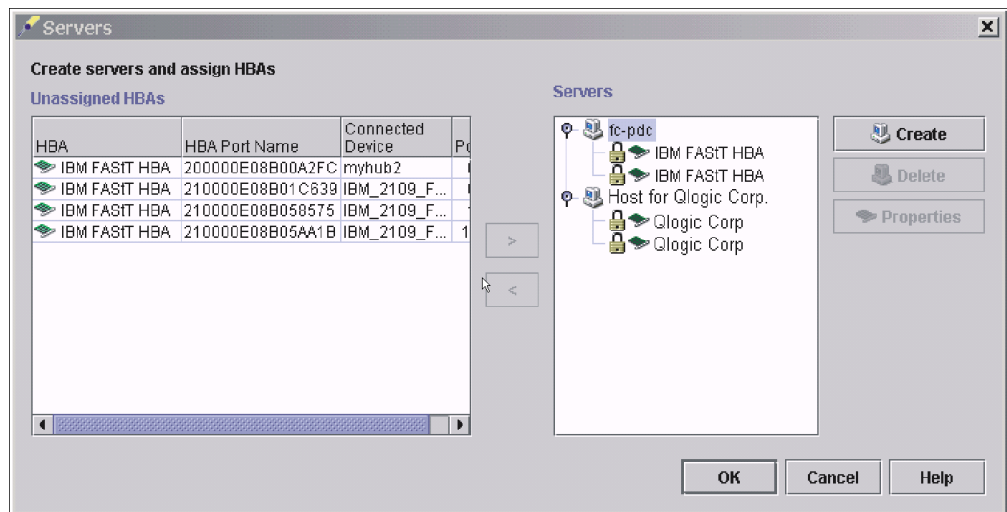 Servers
Create servers and assign HBAs
Unassigned HBAs
HBA HBA Port Name Connected Device
IBM FAStT HBA 200000E08B00A2FC myhub2
IBM FAStT HBA 210000E08B01C639 IBM_2109_F...
IBM FAStT HBA 210000E08B058575 IBM_2109_F...
IBM FAStT HBA 210000E08B05AA1B IBM_2109_F... 1
>
<
Servers
fc-pdc
IBM FAStT HBA
IBM FAStT HBA
Host for Qlogic Corp.
Qlogic Corp
Qlogic Corp
Create
Delete
Properties
OK Cancel Help